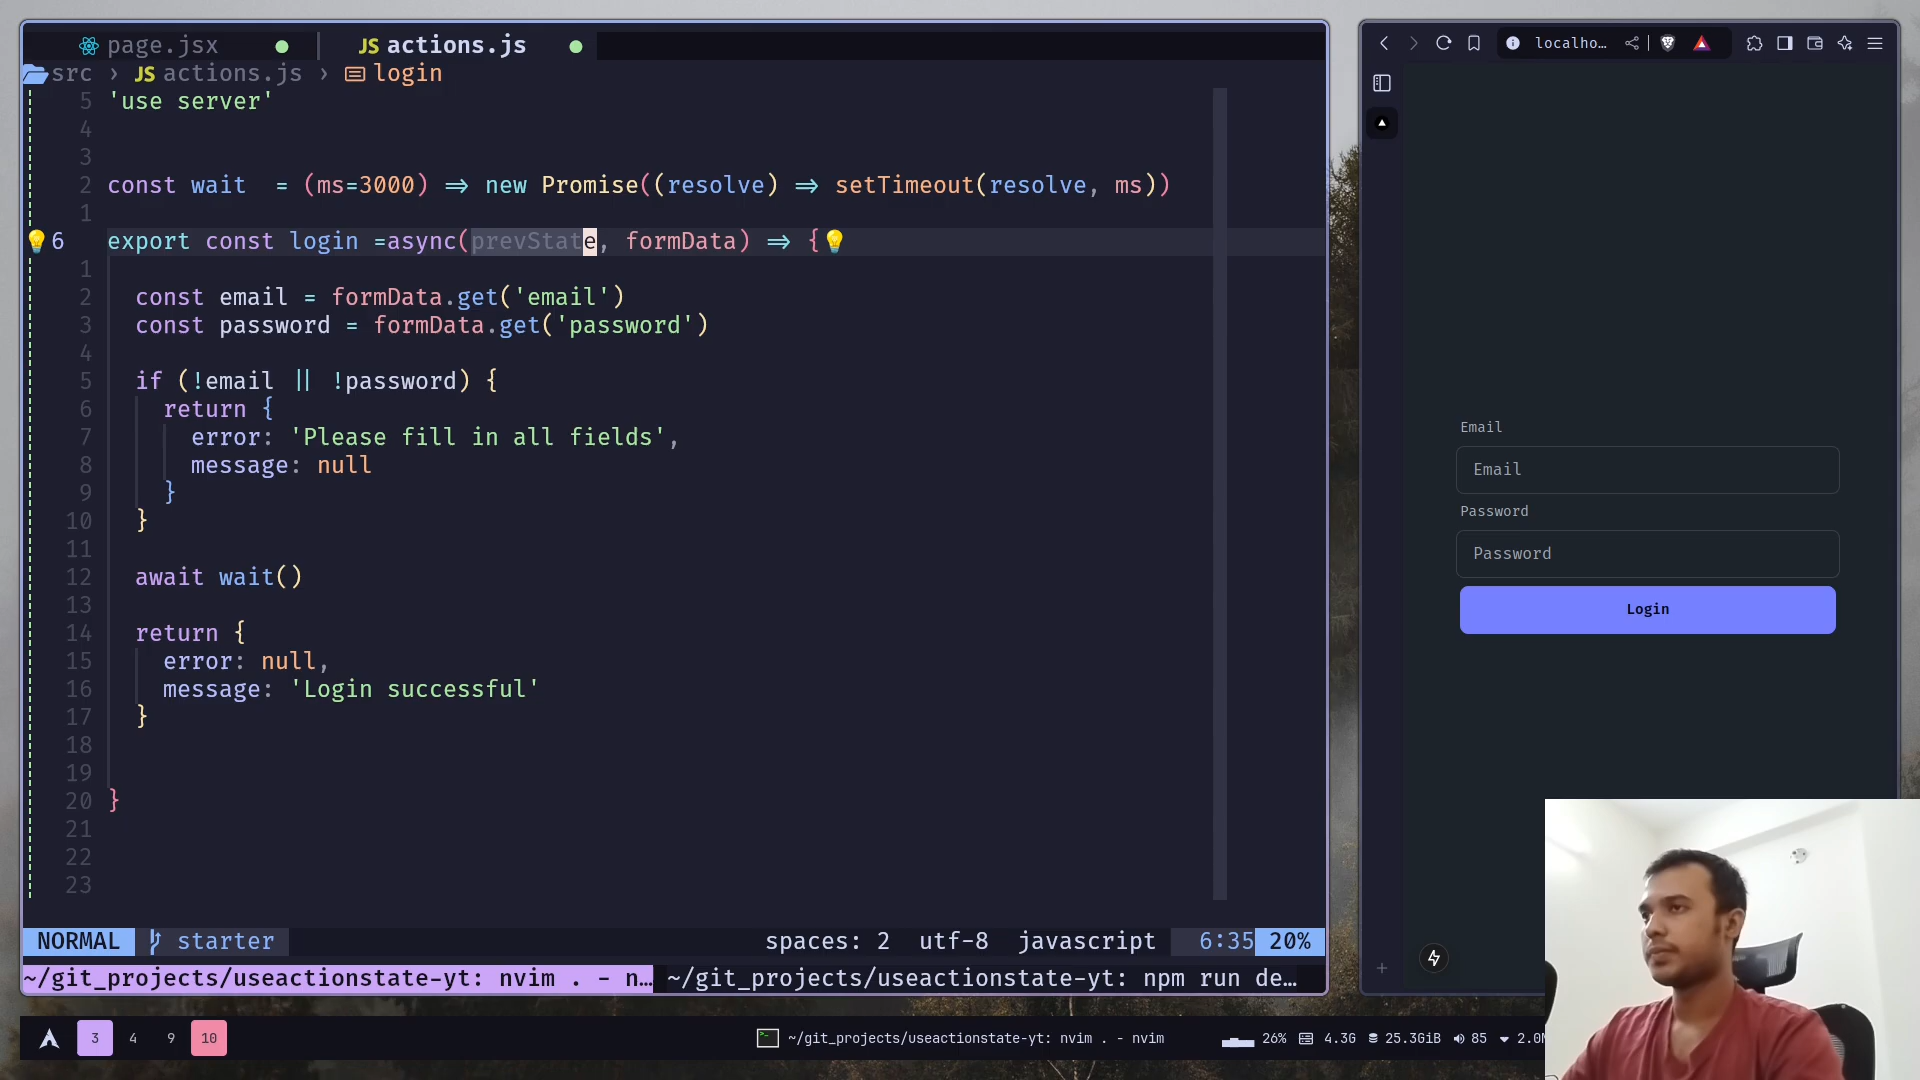 page.jsx
JS actions.js
src › JS actions.js › login
5 'use server'
4
3
2 const wait  = (ms=3000) => new Promise((resolve) => setTimeout(resolve, ms))
1
6 export const login =async(prevState, formData) => {
1
2 const email = formData.get('email')
3 const password = formData.get('password')
4
5 if (!email || !password) {
6 return {
7 error: 'Please fill in all fields',
8 message: null
9 }
10 }
11
12 await wait()
13
14 return {
15 error: null,
16 message: 'Login successful'
17 }
18
19
20 }
21
22
23
NORMAL starter spaces: 2 utf-8 javascript 6:35 20%
~/git_projects/useactionstate-yt: nvim . - n… ~/git_projects/useactionstate-yt: npm run de…
localho…
Email
Email
Password
Password
Login
3 4 9 10 ~/git_projects/useactionstate-yt: nvim . - nvim 26% 4.3G 25.3GiB 85 2.0